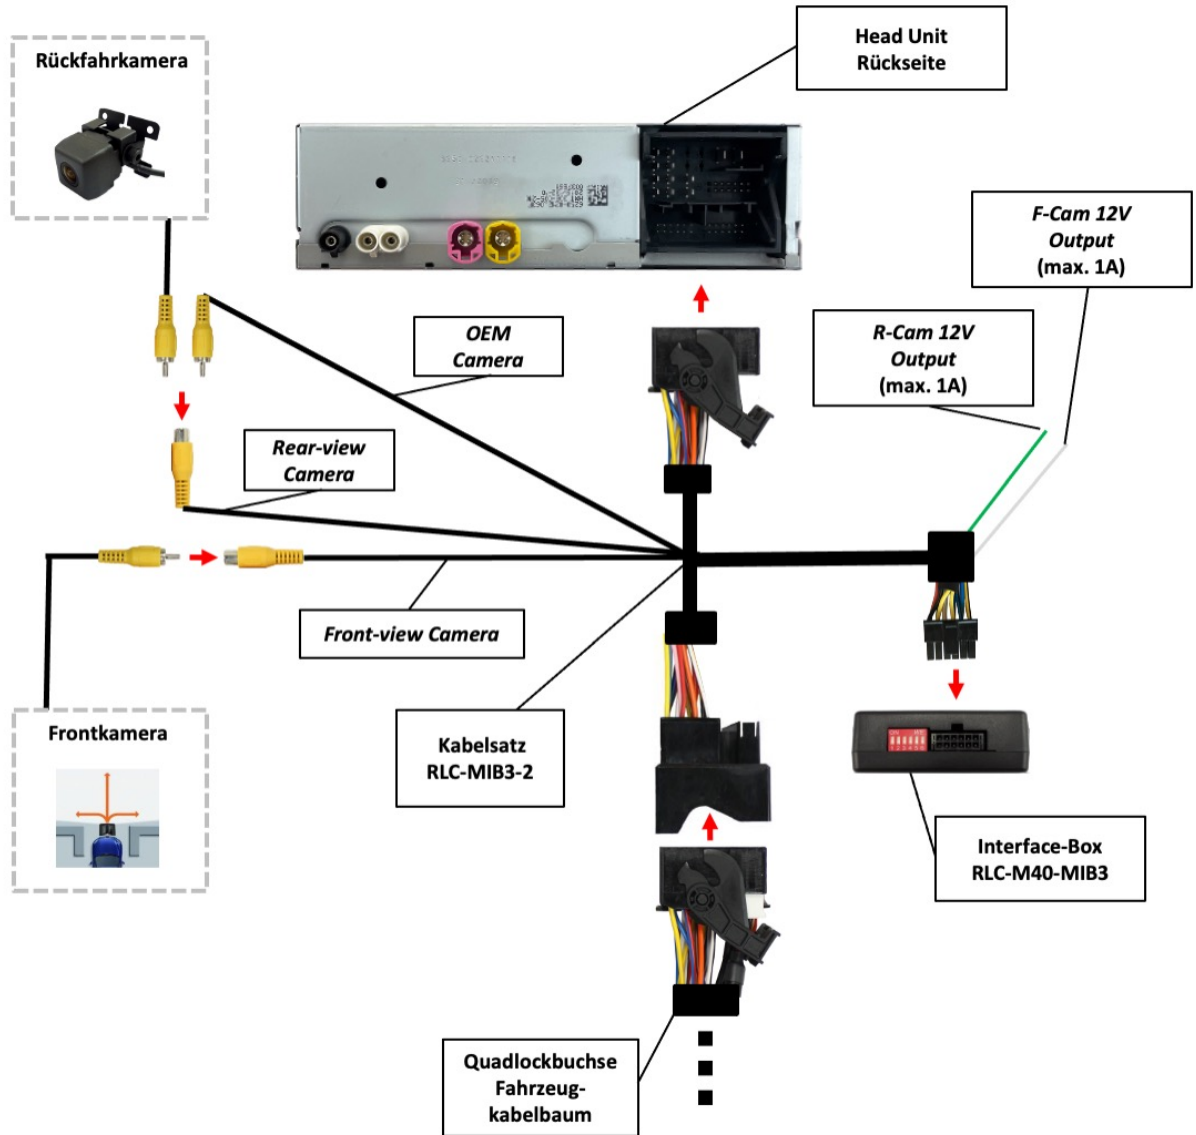 Head Unit
Rückseite
Rückfahrkamera
F-Cam 12V
Output
(max. 1A)
R-Cam 12V
Output
(max. 1A)
OEM
Camera
Rear-view
Camera
Front-view Camera
Frontkamera
Kabelsatz
RLC-MIB3-2
Interface-Box
RLC-M40-MIB3
Quadlockbuchse
Fahrzeug-
kabelbaum